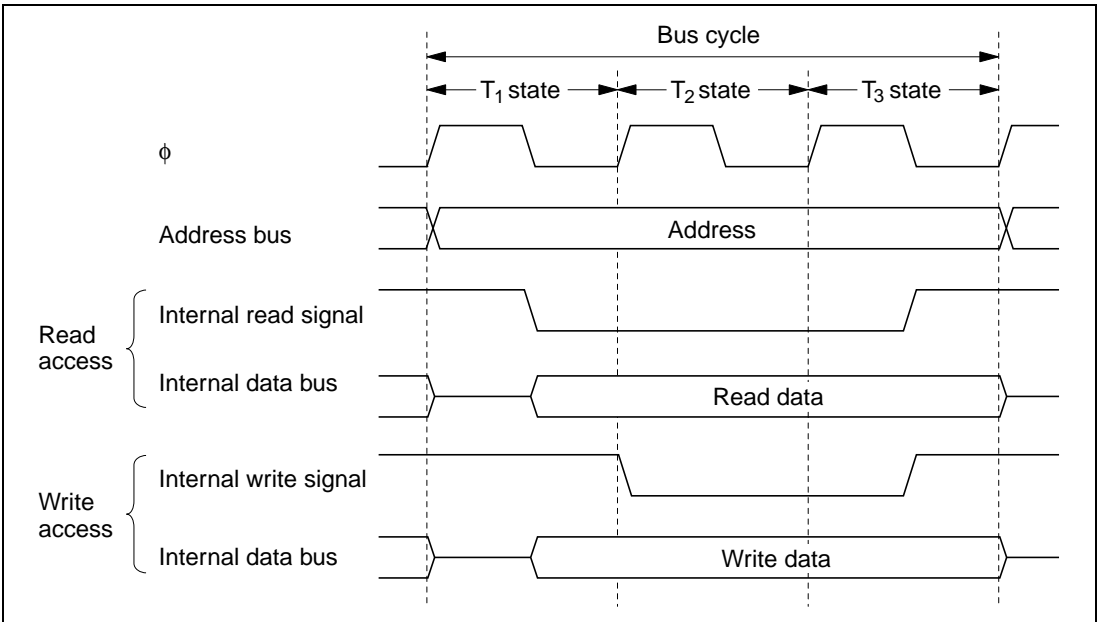 Bus cycle
T1 state
T2 state
T3 state
ϕ
Address bus
Address
Read
access
Internal read signal
Internal data bus
Read data
Write
access
Internal write signal
Internal data bus
Write data